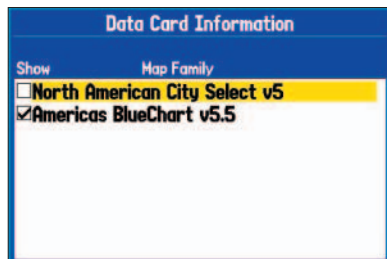 Data Card Information
Show Map Family
North American City Select v5
Americas BlueChart v5.5